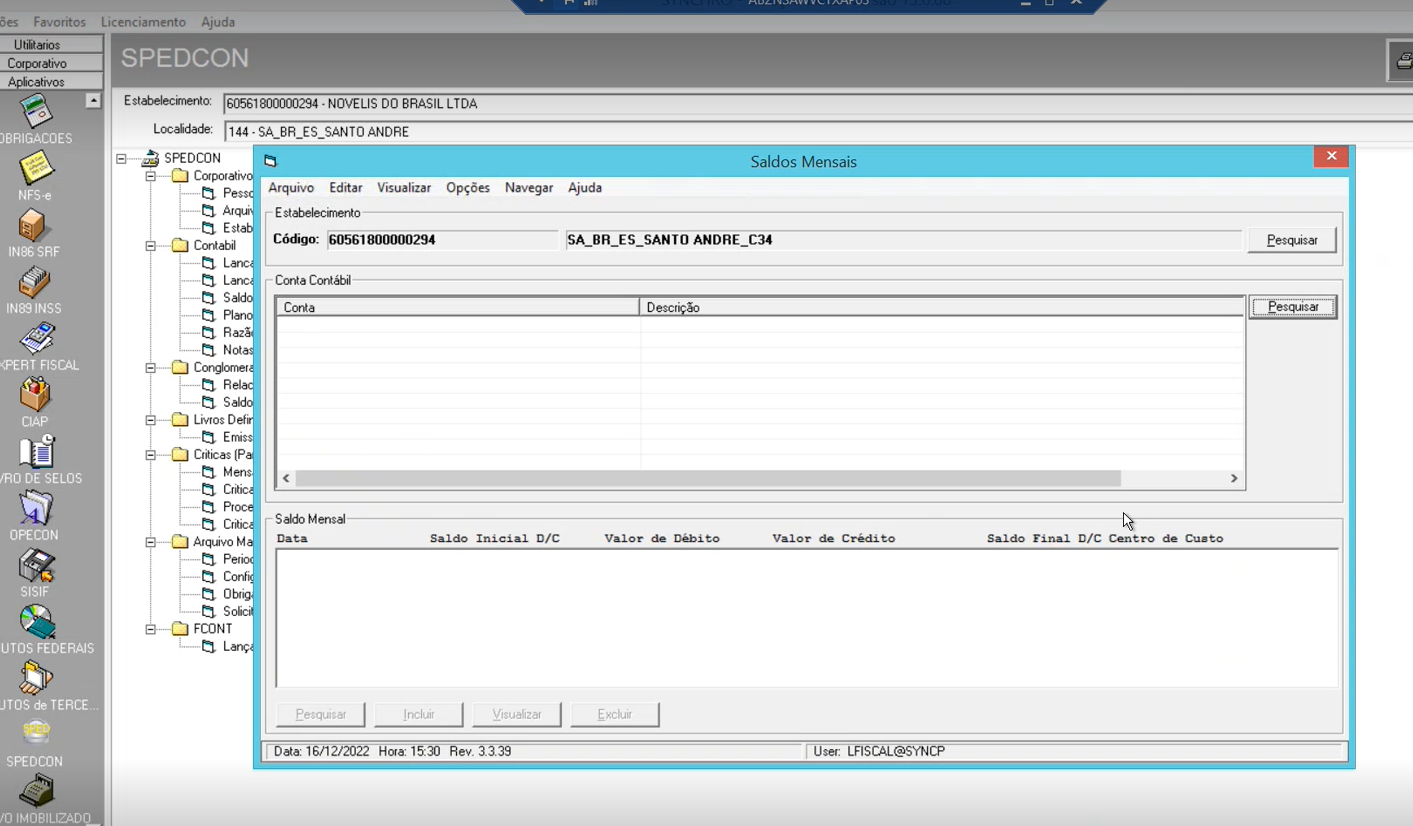 Favoritos Licenciamento Ajuda
Utilitarios
Corporativo
Aplicativos
SPEDCON
Estabelecimento: 60561800000294 - NOVELIS DO BRASIL LTDA
Localidade: 144 - SA_BR_ES_SANTO ANDRE
OBRIGACOES
NFS-e
IN86 SRF
IN89 INSS
XPERT FISCAL
CIAP
VRO DE SELOS
OPECON
SISIF
UTOS FEDERAIS
UTOS de TERCE...
SPED
SPEDCON
VO IMOBILIZADO
SPEDCON
Corporativo
Pesso
Arquiv
Estab
Contabil
Lanca
Lanca
Saldo
Plano
Razã
Notas
Conglomera
Relac
Saldo
Livros Defin
Emiss
Criticas (Pa
Mensa
Critica
Proce
Critica
Arquivo Ma
Period
Config
Obriga
Solicit
FCONT
Lança
Saldos Mensais
Arquivo Editar Visualizar Opções Navegar Ajuda
Estabelecimento
Código: 60561800000294 SA_BR_ES_SANTO ANDRE_C34 Pesquisar
Conta Contábil
Conta Descrição Pesquisar
Saldo Mensal
Data Saldo Inicial D/C Valor de Débito Valor de Crédito Saldo Final D/C Centro de Custo
Pesquisar Incluir Visualizar Excluir
Data: 16/12/2022 Hora: 15:30 Rev. 3.3.39 User: LFISCAL@SYNCP